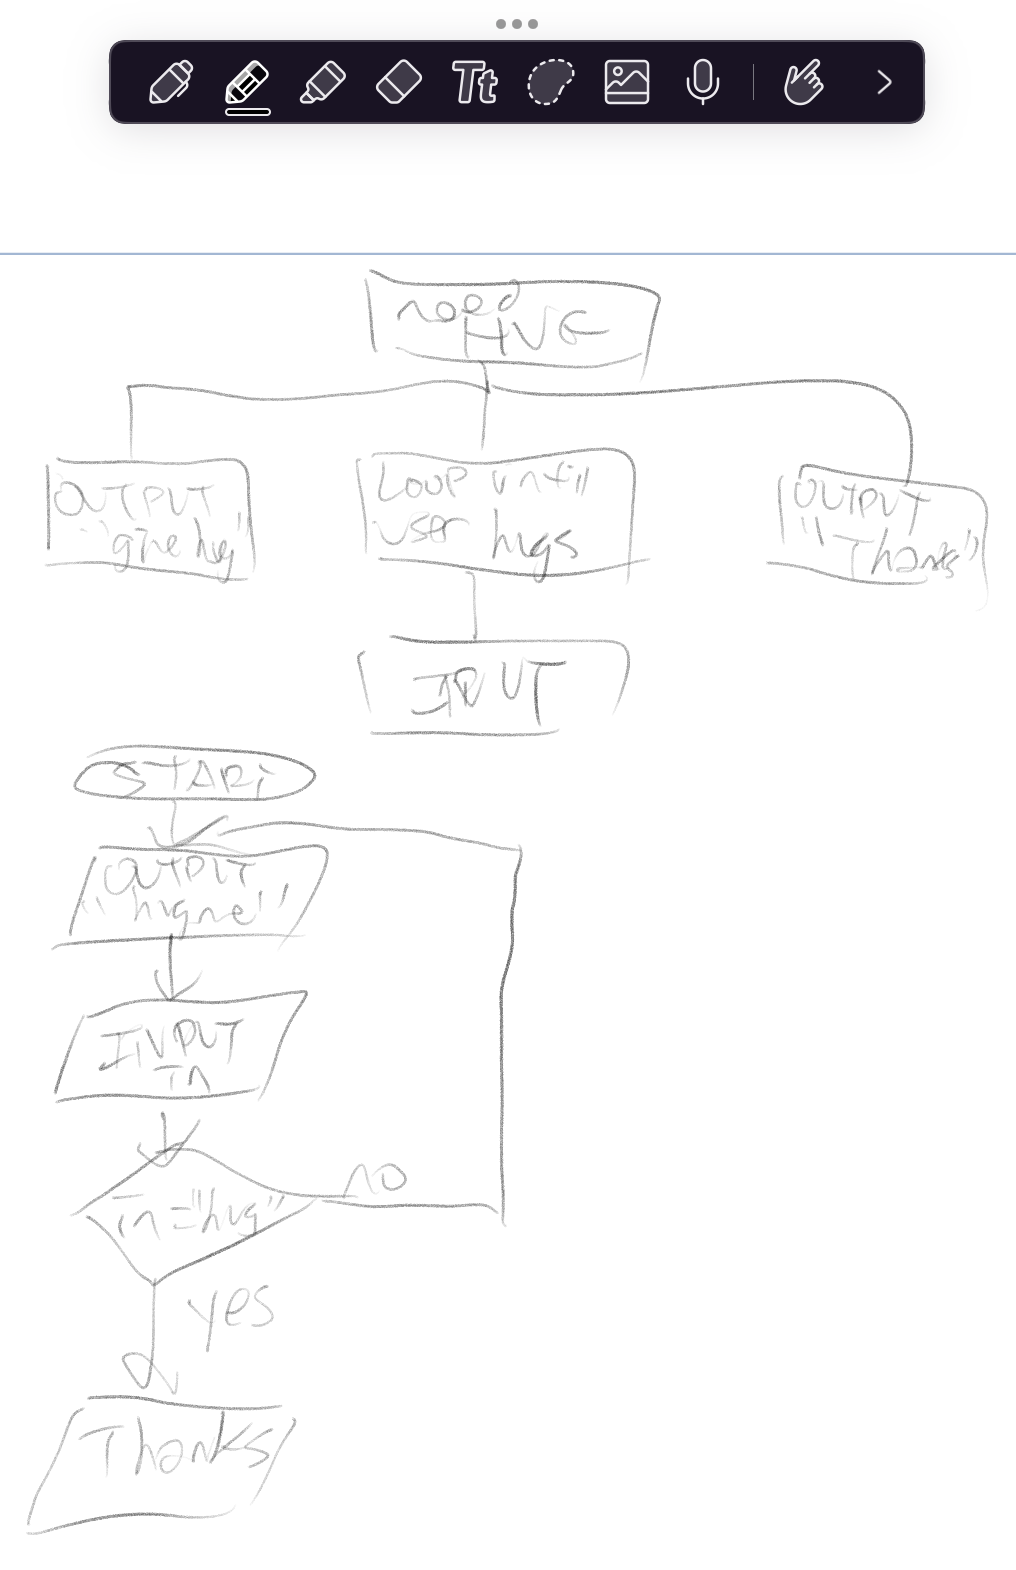 Tt
need
HUG
OUTPUT
"give hug"
Loop until
user hugs
OUTPUT
"Thanks"
INPUT
START
OUTPUT
"hug me"
INPUT
in
in="hug"
no
yes
Thanks